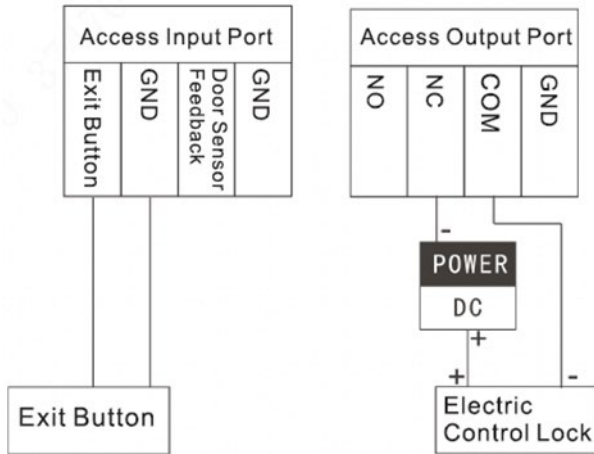 Access Input Port
Exit Button
GND
Door Sensor
Feedback
GND
Access Output Port
NO
NC
COM
GND
-
POWER
DC
+
+
-
Exit Button
Electric
Control Lock